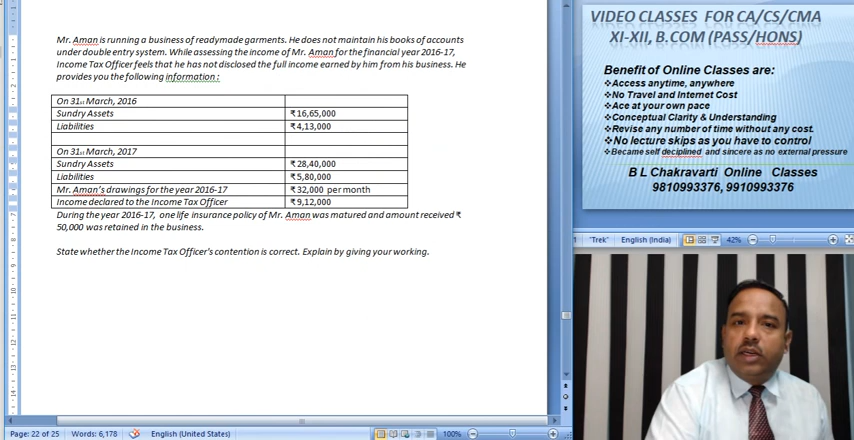 Mr. Aman is running a business of readymade garments. He does not maintain his books of accounts
under double entry system. While assessing the income of Mr. Aman for the financial year 2016-17,
Income Tax Officer feels that he has not disclosed the full income earned by him from his business. He
provides you the following information :
On 31st March, 2016
Sundry Assets ₹ 16,65,000
Liabilities ₹ 4,13,000
On 31st March, 2017
Sundry Assets ₹ 28,40,000
Liabilities ₹ 5,80,000
Mr. Aman's drawings for the year 2016-17 ₹ 32,000 per month
Income declared to the Income Tax Officer ₹ 9,12,000
During the year 2016-17, one life insurance policy of Mr. Aman was matured and amount received ₹
50,000 was retained in the business.
State whether the Income Tax Officer's contention is correct. Explain by giving your working.
Page: 22 of 25 Words: 6,178 English (United States) 100%
VIDEO CLASSES FOR CA/CS/CMA
XI-XII, B.COM (PASS/HONS)
Benefit of Online Classes are:
❖Access anytime, anywhere
❖No Travel and Internet Cost
❖Ace at your own pace
❖Conceptual Clarity & Understanding
❖Revise any number of time without any cost.
❖No lecture skips as you have to control
❖Became self deciplined and sincere as no external pressure
B L Chakravarti Online Classes
9810993376, 9910993376
1 "Trek" English (India) 42%